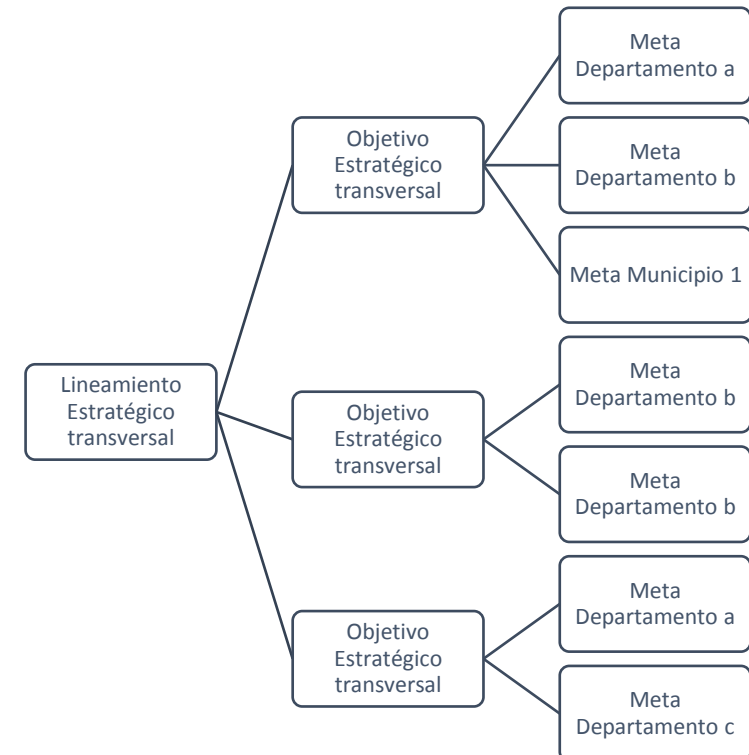 Meta
Departamento a
Objetivo
Estratégico
transversal
Meta
Departamento b
Meta Municipio 1
Lineamiento
Estratégico
transversal
Meta
Departamento b
Objetivo
Estratégico
transversal
Meta
Departamento b
Meta
Departamento a
Objetivo
Estratégico
transversal
Meta
Departamento c